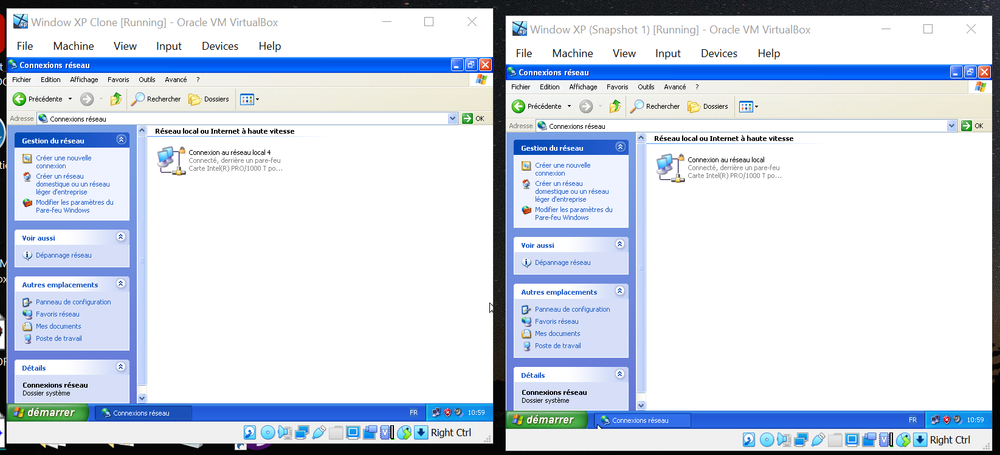 Window XP Clone [Running] - Oracle VM VirtualBox
File Machine View Input Devices Help
Connexions réseau
Fichier Edition Affichage Favoris Outils Avancé ?
Précédente Rechercher Dossiers
Adresse Connexions réseau OK
Gestion du réseau
Créer une nouvelle
connexion
Créer un réseau
domestique ou un réseau
léger d'entreprise
Modifier les paramètres du
Pare-feu Windows
Voir aussi
Dépannage réseau
Autres emplacements
Panneau de configuration
Favoris réseau
Mes documents
Poste de travail
Détails
Connexions réseau
Dossier système
Réseau local ou Internet à haute vitesse
Connexion au réseau local 4
Connecté, derrière un pare-feu
Carte Intel(R) PRO/1000 T po...
démarrer Connexions réseau FR 10:59
Right Ctrl
Window XP (Snapshot 1) [Running] - Oracle VM VirtualBox
File Machine View Input Devices Help
Connexions réseau
Fichier Edition Affichage Favoris Outils Avancé ?
Précédente Rechercher Dossiers
Adresse Connexions réseau OK
Gestion du réseau
Créer une nouvelle
connexion
Créer un réseau
domestique ou un réseau
léger d'entreprise
Modifier les paramètres du
Pare-feu Windows
Voir aussi
Dépannage réseau
Autres emplacements
Panneau de configuration
Favoris réseau
Mes documents
Poste de travail
Détails
Connexions réseau
Dossier système
Réseau local ou Internet à haute vitesse
Connexion au réseau local
Connecté, derrière un pare-feu
Carte Intel(R) PRO/1000 T po...
démarrer Connexions réseau FR 10:59
Right Ctrl